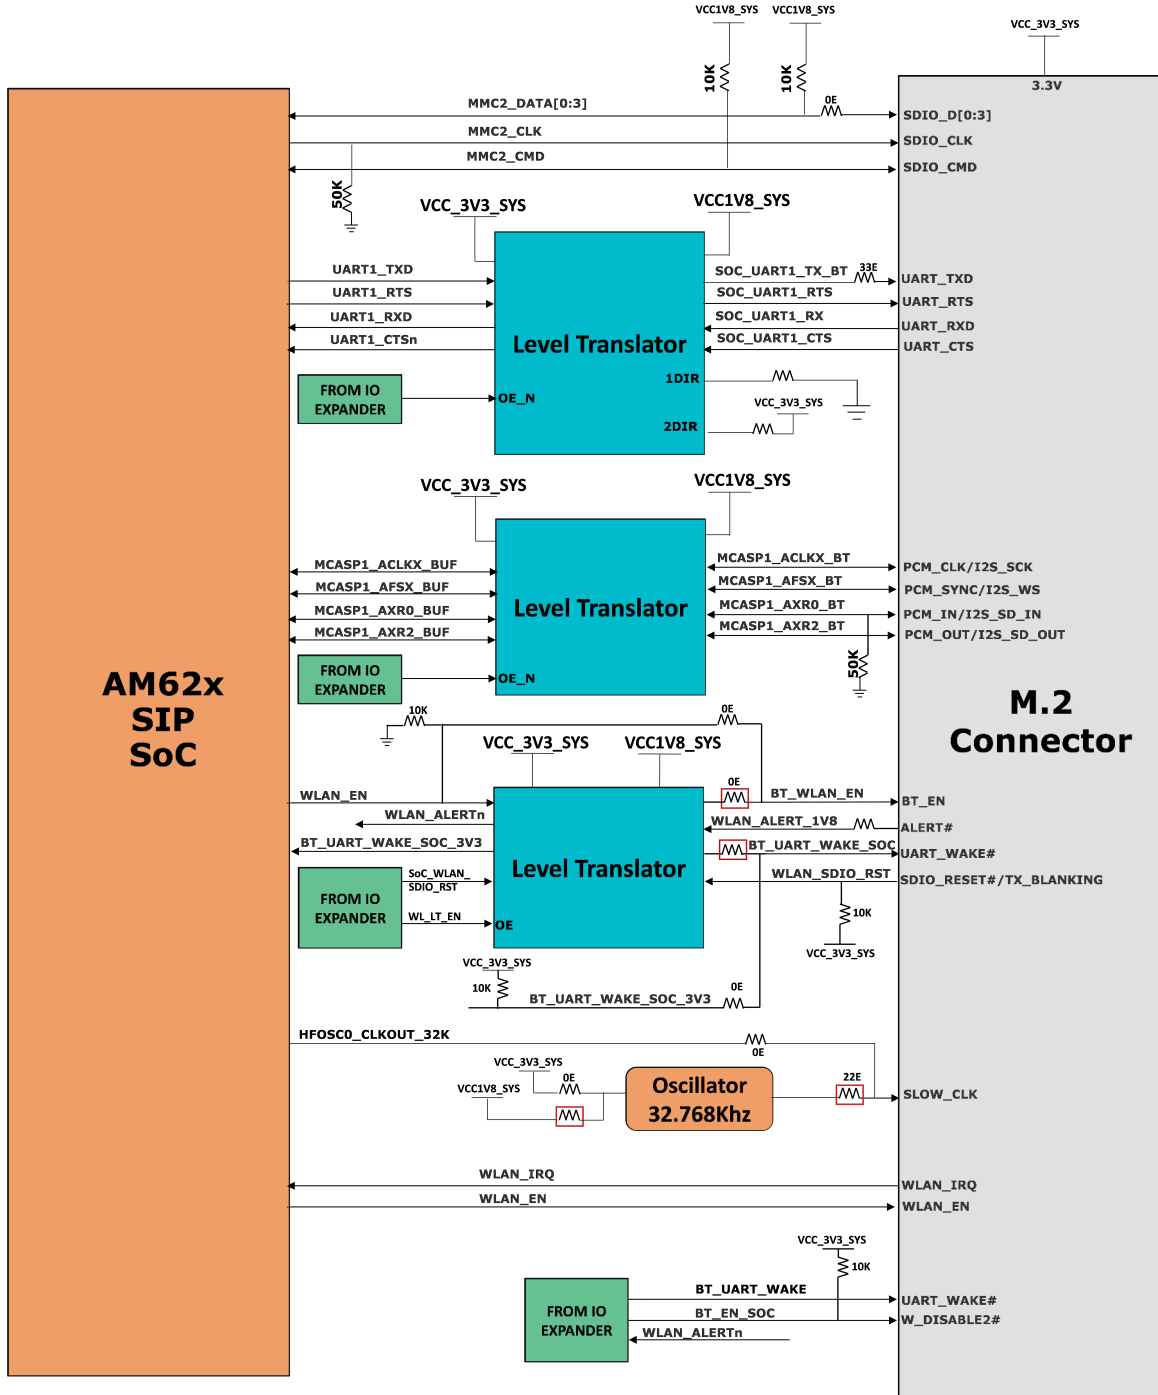 VCC1V8_SYS
VCC1V8_SYS
VCC_3V3_SYS
10K
10K
3.3V
MMC2_DATA[0:3]
0E
SDIO_D[0:3]
MMC2_CLK
SDIO_CLK
MMC2_CMD
SDIO_CMD
50K
VCC_3V3_SYS
VCC1V8_SYS
UART1_TXD
SOC_UART1_TX_BT
33E
UART_TXD
UART1_RTS
SOC_UART1_RTS
UART_RTS
UART1_RXD
SOC_UART1_RX
UART_RXD
UART1_CTSn
Level Translator
SOC_UART1_CTS
UART_CTS
1DIR
FROM IO
EXPANDER
OE_N
VCC_3V3_SYS
2DIR
VCC_3V3_SYS
VCC1V8_SYS
MCASP1_ACLKX_BUF
MCASP1_ACLKX_BT
PCM_CLK/I2S_SCK
MCASP1_AFSX_BUF
MCASP1_AFSX_BT
PCM_SYNC/I2S_WS
MCASP1_AXR0_BUF
Level Translator
MCASP1_AXR0_BT
PCM_IN/I2S_SD_IN
MCASP1_AXR2_BUF
MCASP1_AXR2_BT
PCM_OUT/I2S_SD_OUT
50K
FROM IO
EXPANDER
OE_N
AM62x
SIP
SoC
M.2
Connector
10K
0E
VCC_3V3_SYS
VCC1V8_SYS
0E
WLAN_EN
BT_WLAN_EN
BT_EN
WLAN_ALERTn
WLAN_ALERT_1V8
ALERT#
BT_UART_WAKE_SOC_3V3
BT_UART_WAKE_SOC
UART_WAKE#
Level Translator
SoC_WLAN_
SDIO_RST
WLAN_SDIO_RST
SDIO_RESET#/TX_BLANKING
FROM IO
EXPANDER
WL_LT_EN
OE
10K
VCC_3V3_SYS
VCC_3V3_SYS
10K
0E
BT_UART_WAKE_SOC_3V3
HFOSC0_CLKOUT_32K
0E
VCC_3V3_SYS
0E
VCC1V8_SYS
Oscillator
32.768Khz
22E
SLOW_CLK
WLAN_IRQ
WLAN_IRQ
WLAN_EN
WLAN_EN
VCC_3V3_SYS
10K
FROM IO
EXPANDER
BT_UART_WAKE
UART_WAKE#
BT_EN_SOC
W_DISABLE2#
WLAN_ALERTn